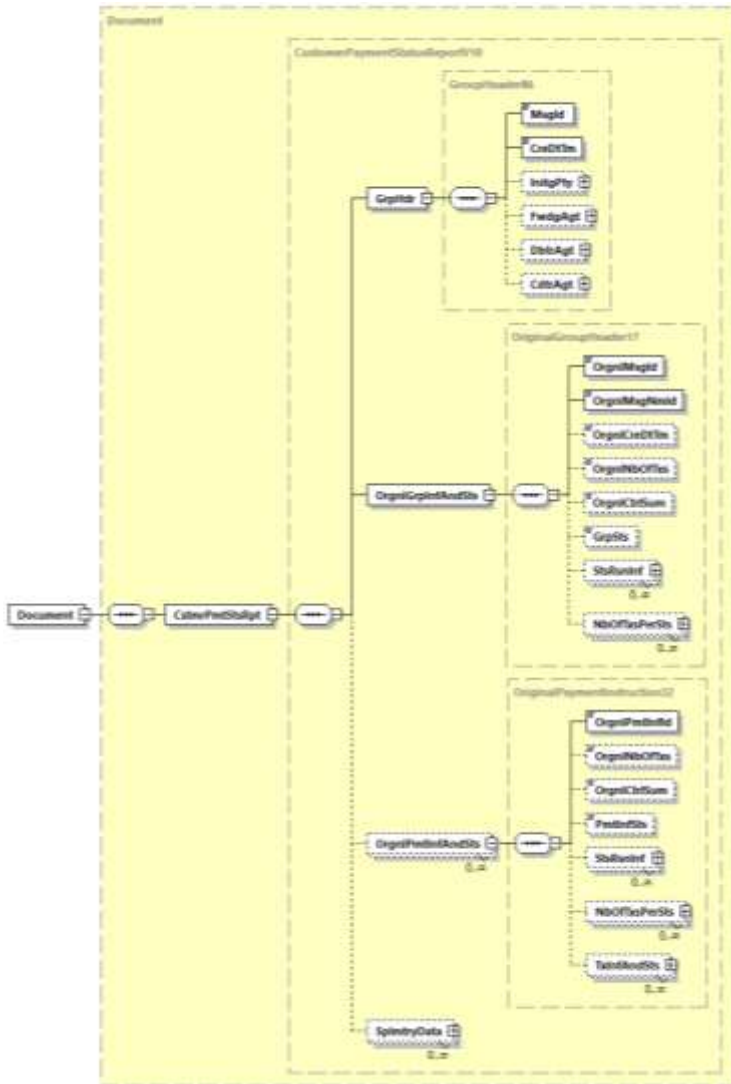 Document
CustomerPaymentStatusReportV10
GroupHeader86
MsgId
CreDtTm
InitgPty
GrpHdr
FwdgAgt
DbtrAgt
CdtrAgt
OriginalGroupHeader17
OrgnlMsgId
OrgnlMsgNmId
OrgnlCreDtTm
OrgnlNbOfTxs
OrgnlGrpInfAndSts
OrgnlCtrlSum
GrpSts
StsRsnInf
0..∞
Document
CstmrPmtStsRpt
NbOfTxsPerSts
0..∞
OriginalPaymentInstruction32
OrgnlPmtInfId
OrgnlNbOfTxs
OrgnlCtrlSum
PmtInfSts
OrgnlPmtInfAndSts
0..∞
StsRsnInf
0..∞
NbOfTxsPerSts
0..∞
TxInfAndSts
0..∞
SplmtryData
0..∞